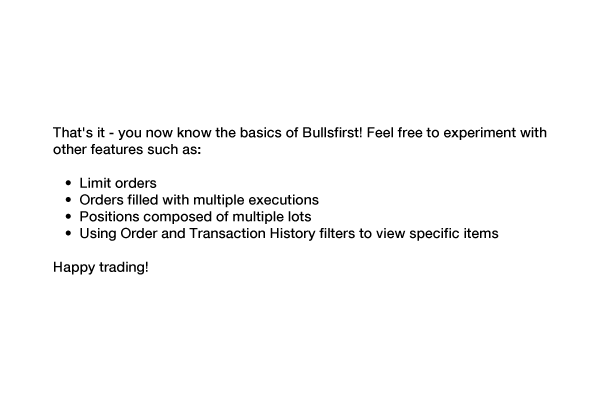 That's it - you now know the basics of Bullsfirst! Feel free to experiment with
other features such as:
• Limit orders
• Orders filled with multiple executions
• Positions composed of multiple lots
• Using Order and Transaction History filters to view specific items
Happy trading!